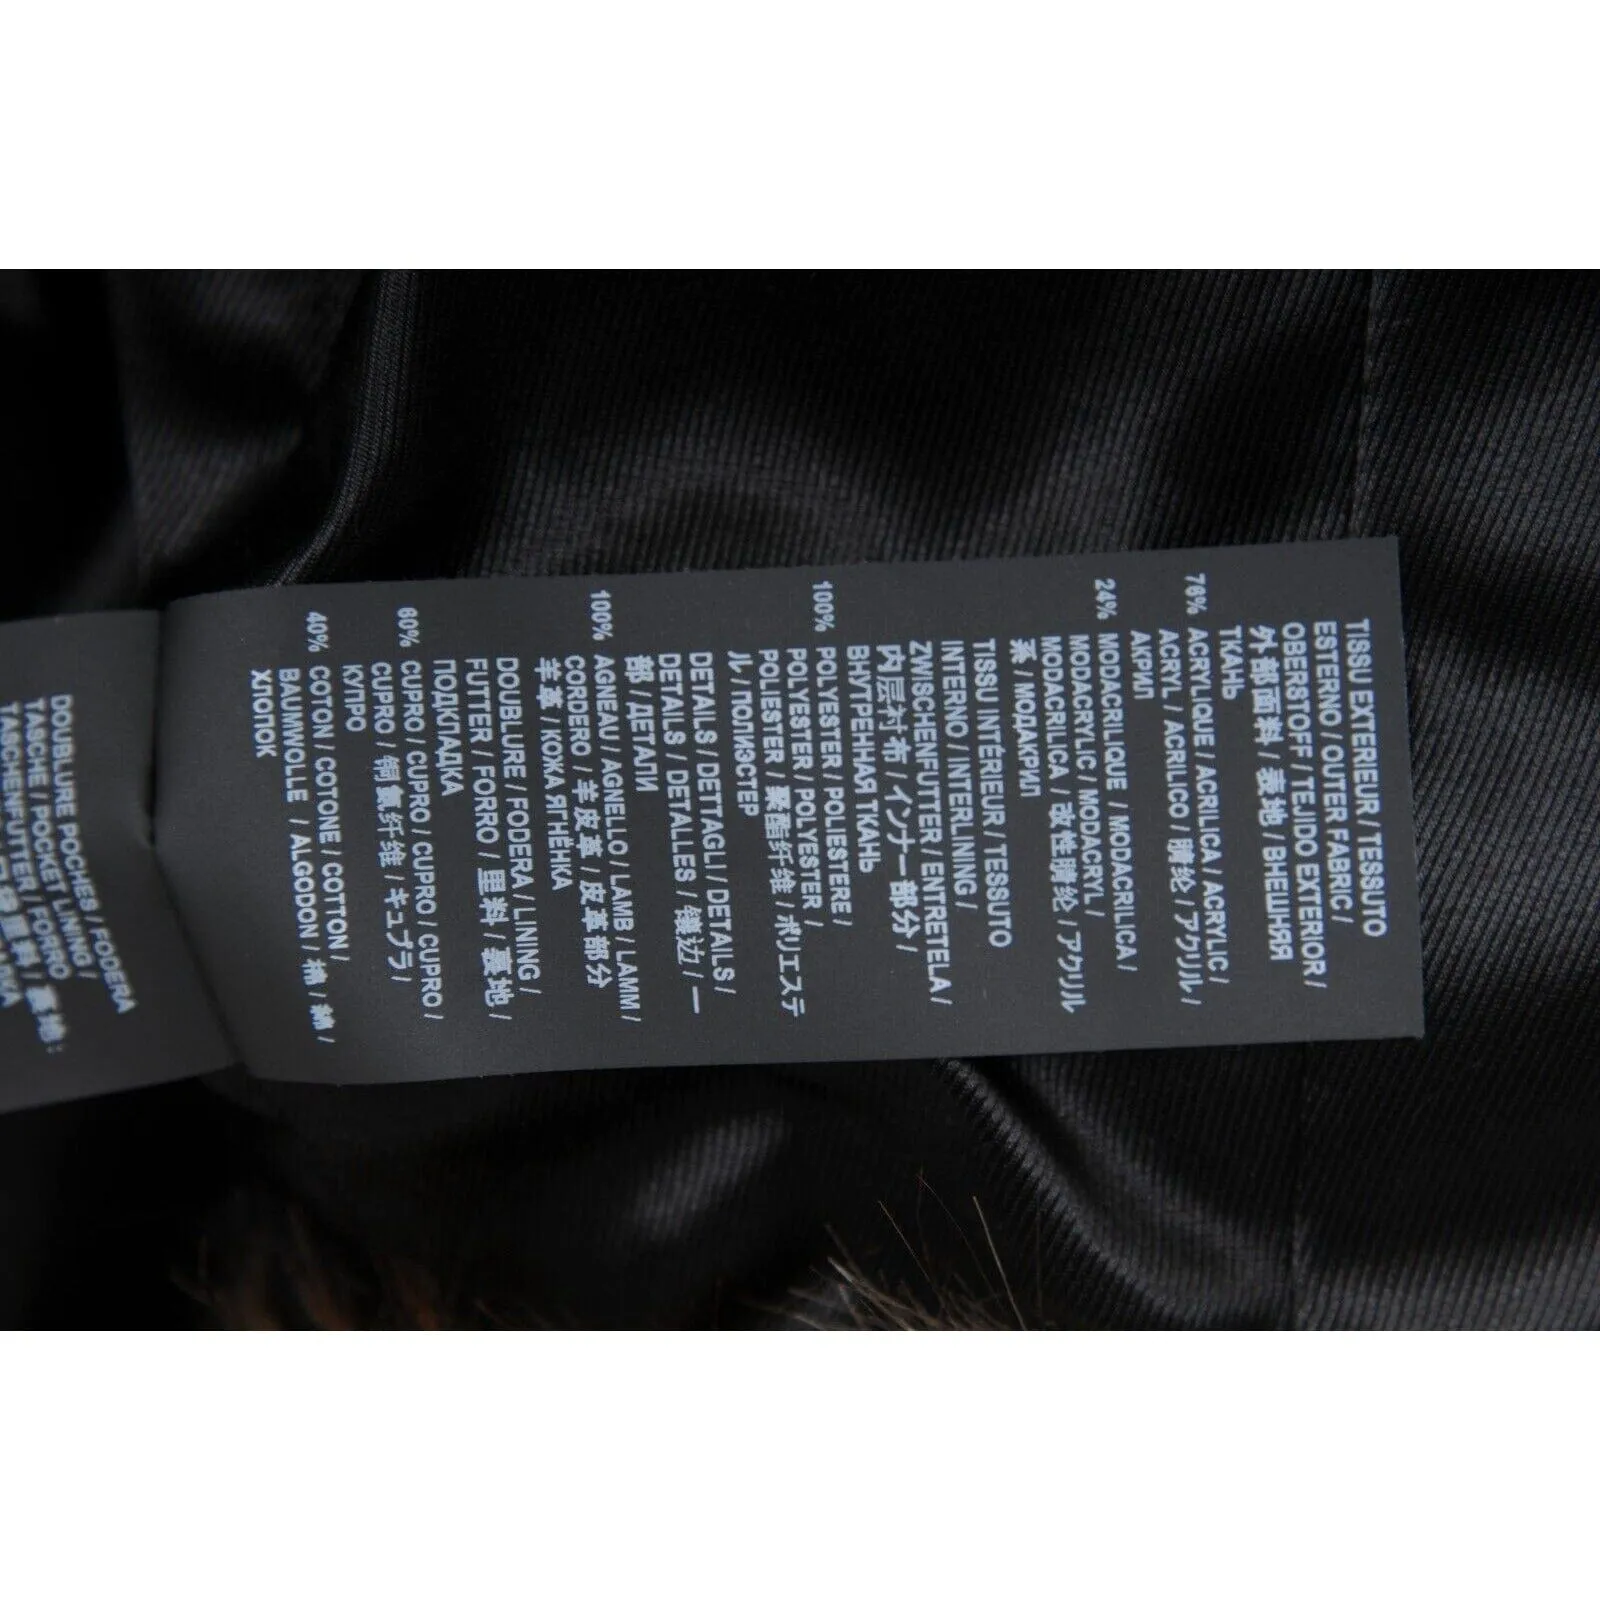 TISSU EXTERIEUR / TESSUTO
ESTERNO / OUTER FABRIC /
OBERSTOFF / TEJIDO EXTERIOR /
外部面料 / 表地 / ВНЕШНЯЯ
ТКАНЬ
76% ACRYLIQUE / ACRILICA / ACRYLIC /
ACRYL / ACRILICO / 腈纶 / アクリル /
АКРИЛ
24% MODACRILIQUE / MODACRILICA /
MODACRYLIC / MODACRYL /
MODACRILICA / 改性腈纶 / アクリル
系 / МОДАКРИЛ
TISSU INTÉRIEUR / TESSUTO
INTERNO / INTERLINING /
ZWISCHENFUTTER / ENTRETELA /
内层衬布 / インナー部分 /
ВНУТРЕННАЯ ТКАНЬ
100% POLYESTER / POLIESTERE /
POLYESTER / POLYESTER /
POLIESTER / 聚酯纤维 / ポリエステ
ル / ПОЛИЭСТЕР
DETAILS / DETTAGLI / DETAILS /
DETAILS / DETALLES / 镶边 / 一
部 / ДЕТАЛИ
100% AGNEAU / AGNELLO / LAMB / LAMM /
CORDERO / 羊皮革 / 皮革部分
羊革 / КОЖА ЯГНЁНКА
DOUBLURE / FODERA / LINING /
FUTTER / FORRO / 里料 / 裏地 /
ПОДКЛАДКА
60% CUPRO / CUPRO / CUPRO / CUPRO /
CUPRO / 铜氨纤维 / キュプラ /
КУПРО
40% COTON / COTONE / COTTON /
BAUMWOLLE / ALGODON / 棉 / 綿 /
ХЛОПОК
DOUBLURE POCHES / FODERA
TASCHE / POCKET LINING /
TASCHENFUTTER / FORRO